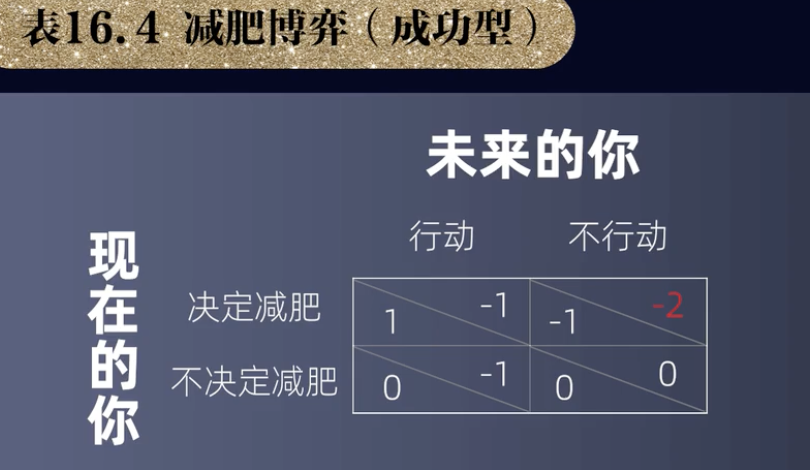 表16.4 减肥博弈（成功型）
未来的你
行动 不行动
现在的你
决定减肥 1 -1 -1 -2
不决定减肥 0 -1 0 0